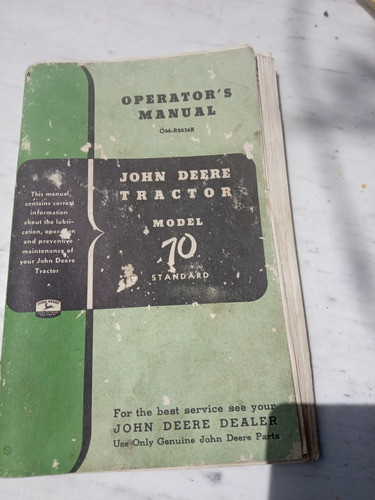 OPERATOR'S
MANUAL
OM-R2036R
JOHN DEERE
TRACTOR
MODEL
70
STANDARD
This manual
contains correct
information
about the lubri-
cation, operation
and preventive
maintenance of
your John Deere
Tractor
JOHN DEERE
For the best service see your
JOHN DEERE DEALER
Use Only Genuine John Deere Parts